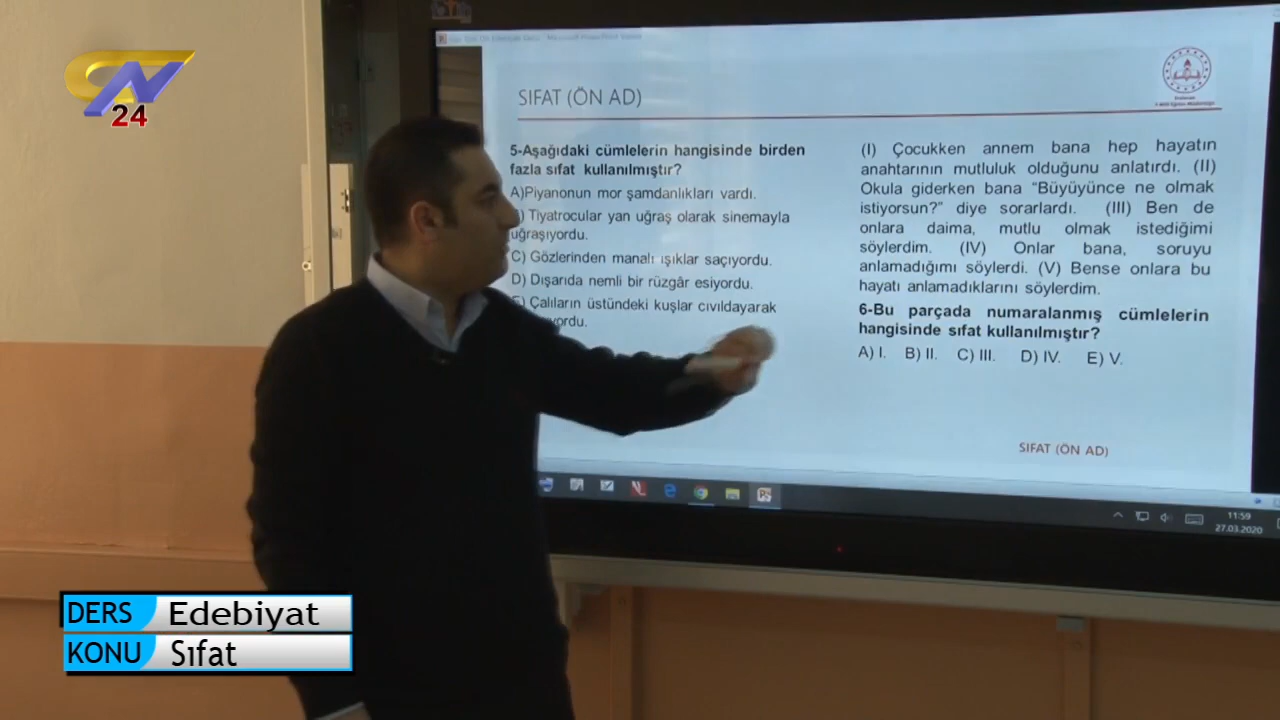 24
SIFAT (ÖN AD)
5-Aşağıdaki cümlelerin hangisinde birden
fazla sıfat kullanılmıştır?
A)Piyanonun mor şamdanlıkları vardı.
) Tiyatrocular yan uğraş olarak sinemayla
uğraşıyordu.
C) Gözlerinden manalı ışıklar saçıyordu.
D) Dışarıda nemli bir rüzgâr esiyordu.
E) Çalıların üstündeki kuşlar cıvıldayarak
yordu.
(I) Çocukken annem bana hep hayatın
anahtarının mutluluk olduğunu anlatırdı. (II)
Okula giderken bana “Büyüyünce ne olmak
istiyorsun?” diye sorarlardı. (III) Ben de
onlara daima, mutlu olmak istediğimi
söylerdim. (IV) Onlar bana, soruyu
anlamadığımı söylerdi. (V) Bense onlara bu
hayatı anlamadıklarını söylerdim.
6-Bu parçada numaralanmış cümlelerin
hangisinde sıfat kullanılmıştır?
A) I. B) II. C) III. D) IV. E) V.
SIFAT (ÖN AD)
11:59
27.03.2020
DERS Edebiyat
KONU Sıfat